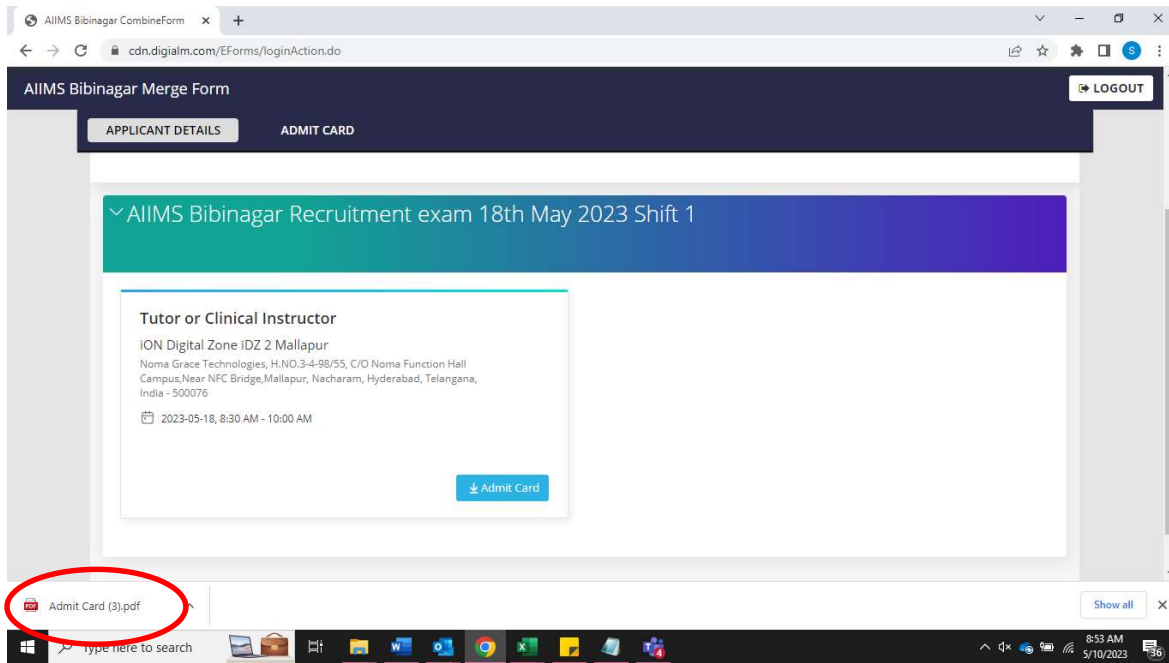 AIIMS Bibinagar CombineForm
cdn.digialm.com/EForms/loginAction.do
S
AIIMS Bibinagar Merge Form
LOGOUT
APPLICANT DETAILS
ADMIT CARD
AIIMS Bibinagar Recruitment exam 18th May 2023 Shift 1
Tutor or Clinical Instructor
iON Digital Zone iDZ 2 Mallapur
Noma Grace Technologies, H.NO.3-4-98/55, C/O Noma Function Hall
Campus,Near NFC Bridge,Mallapur, Nacharam, Hyderabad, Telangana,
India - 500076
2023-05-18, 8:30 AM - 10:00 AM
Admit Card
PDF
Admit Card (3).pdf
Show all
Type here to search
4
8:53 AM
5/10/2023
36